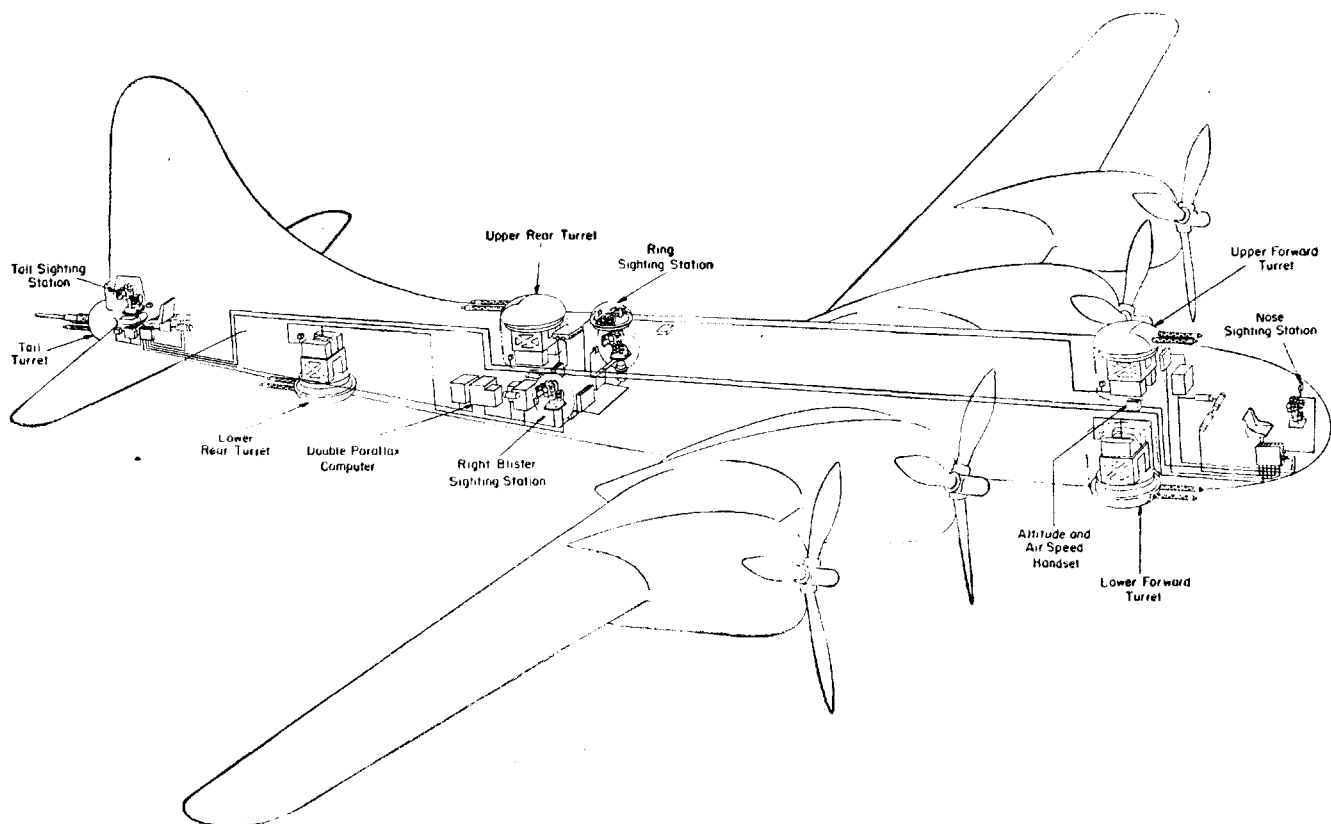 Upper Rear Turret
Ring
Sighting Station
Upper Forward
Turret
Tail Sighting
Station
Nose
Sighting Station
Tail
Turret
Lower
Rear Turret
Double Parallax
Computer
Right Blister
Sighting Station
Altitude and
Air Speed
Handset
Lower Forward
Turret